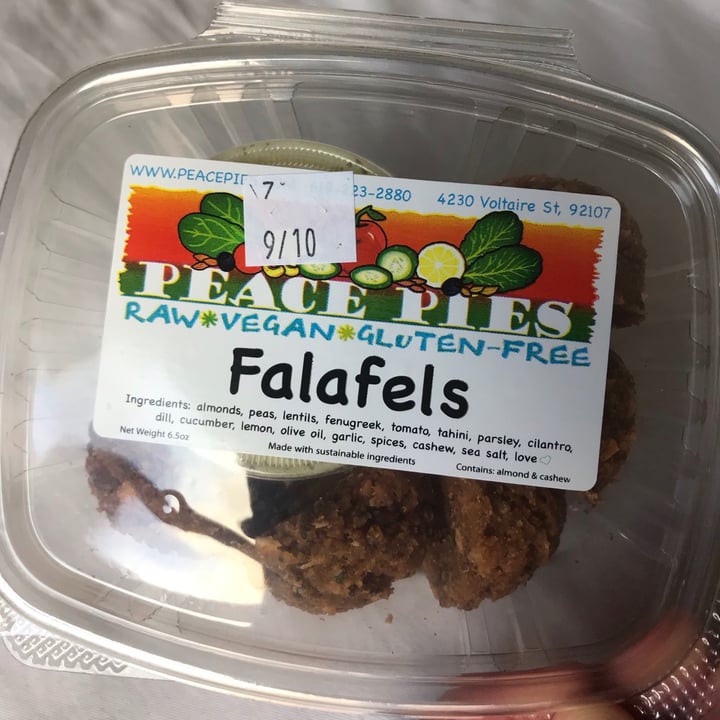 WWW.PEACEPIE 23-2880 4230 Voltaire St, 92107
9/10
PEACE PIES
RAW*VEGAN*GLUTEN-FREE
Falafels
Ingredients: almonds, peas, lentils, fenugreek, tomato, tahini, parsley, cilantro,
dill, cucumber, lemon, olive oil, garlic, spices, cashew, sea salt, love♡
Net Weight 6.5oz Made with sustainable ingredients Contains: almond & cashew